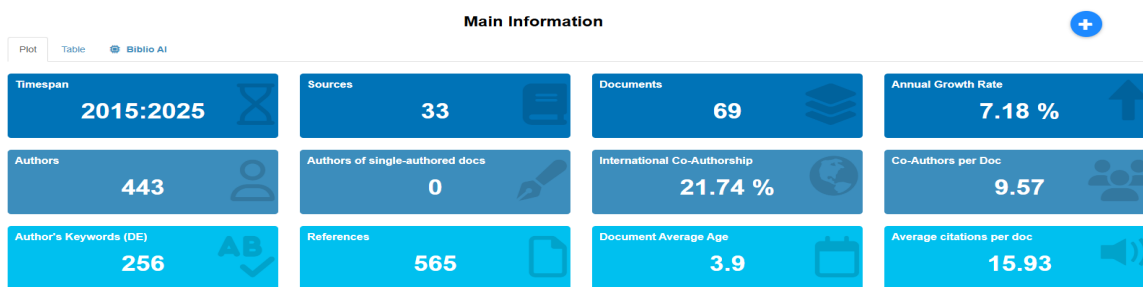 Main Information
Plot Table Biblio AI
Timespan
2015:2025
Sources
33
Documents
69
Annual Growth Rate
7.18 %
Authors
443
Authors of single-authored docs
0
International Co-Authorship
21.74 %
Co-Authors per Doc
9.57
Author's Keywords (DE)
256
AB
References
565
Document Average Age
3.9
Average citations per doc
15.93